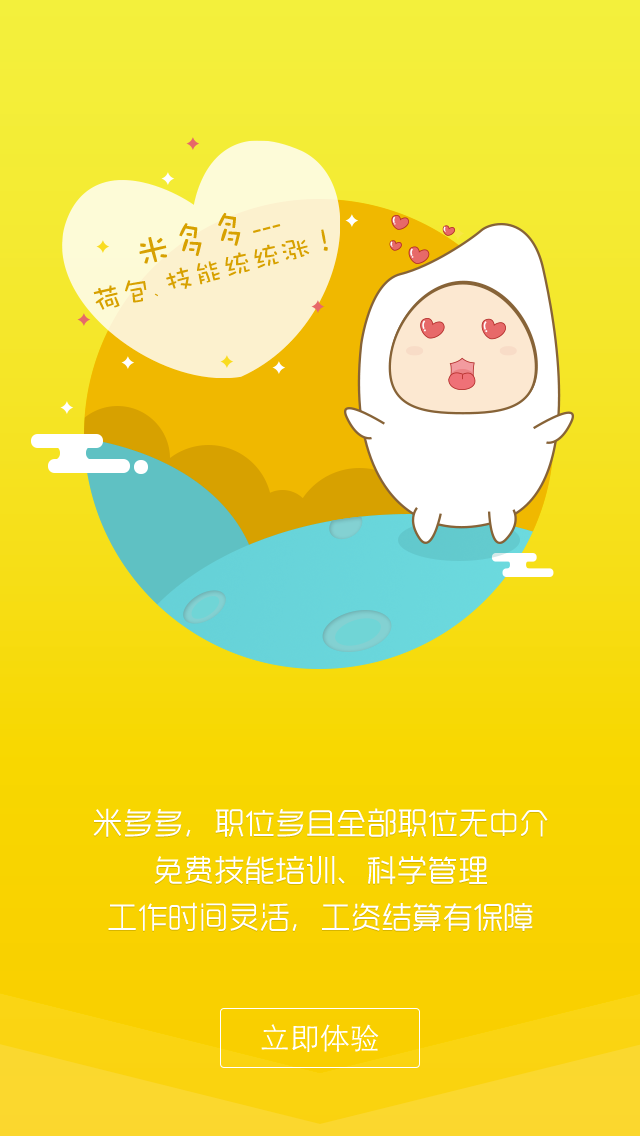 米多多---
荷包、技能统统涨！
米多多，职位多且全部职位无中介
免费技能培训、科学管理
工作时间灵活，工资结算有保障
立即体验